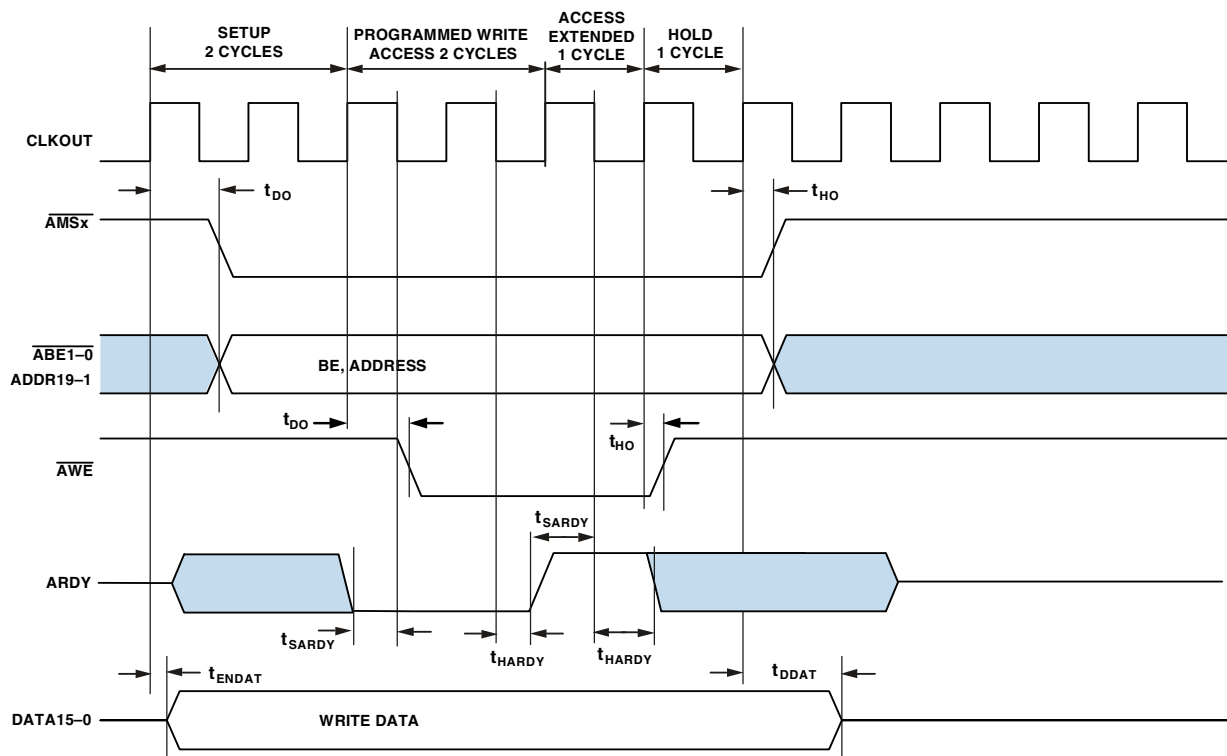 SETUP
2 CYCLES
PROGRAMMED WRITE
ACCESS 2 CYCLES
ACCESS
EXTENDED
1 CYCLE
HOLD
1 CYCLE
CLKOUT
tDO
tHO
AMSx
ABE1–0
ADDR19–1
BE, ADDRESS
tDO
tHO
AWE
tSARDY
ARDY
tSARDY
tHARDY
tHARDY
tENDAT
tDDAT
DATA15–0
WRITE DATA